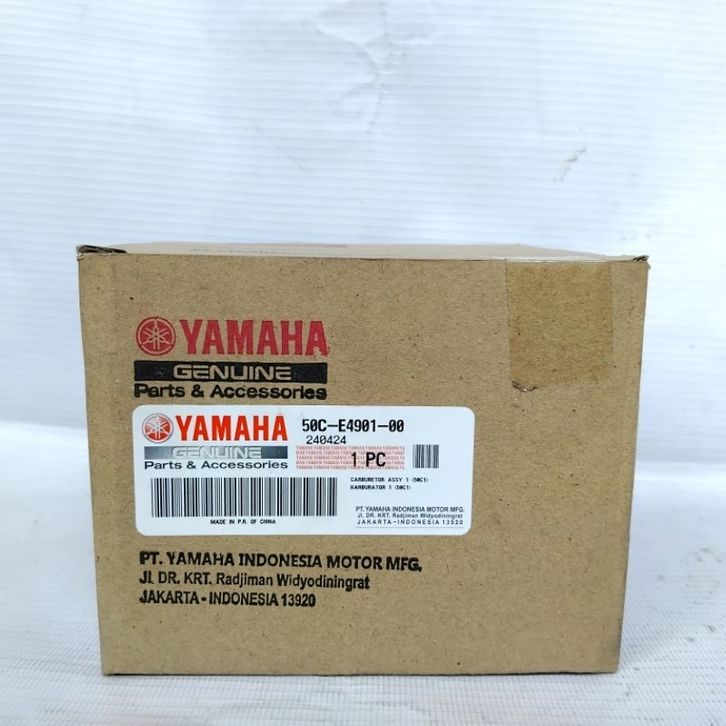 YAMAHA
GENUINE
Parts & Accessories
YAMAHA
GENUINE
Parts & Accessories
50C-E4901-00
240424
1 PC
CARBURETOR ASSY 1 (50C1)
KARBURATOR 1 (50C1)
MADE IN P.R. OF CHINA
PT. YAMAHA INDONESIA MOTOR MFG.
Jl. DR. KRT. Radjiman Widyodiningrat
JAKARTA-INDONESIA 13920
PT. YAMAHA INDONESIA MOTOR MFG.
Jl. DR. KRT. Radjiman Widyodiningrat
JAKARTA - INDONESIA 13920